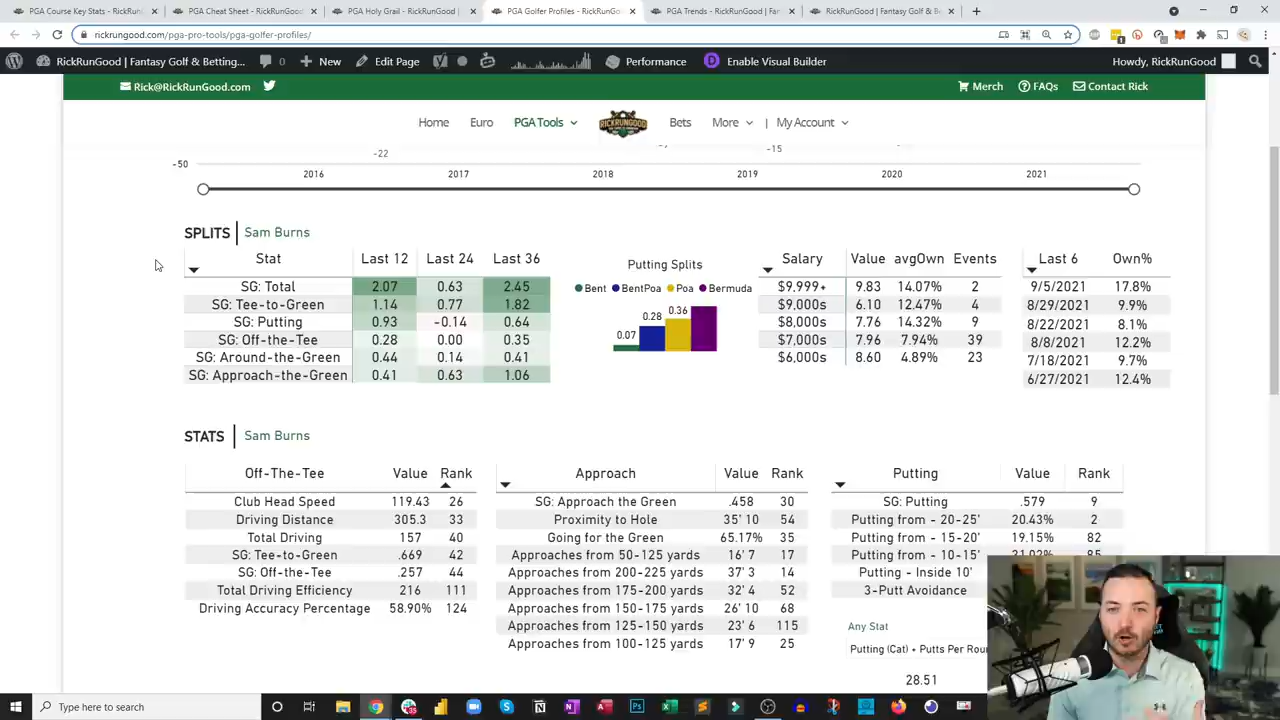 PGA Course Key Stats - RickRunG
PGA Cheat Sheet - RickRunGood
PGA Holy Grail - RickRunGood |
PGA Golfer Profiles - RickRunGo
PGA Trends - RickRunGood | Fan
RickRunGood | Fantasy Golf & Be
rickrungood.com/pga-pro-tools/pga-golfer-profiles/
RickRunGood | Fantasy Golf & Betting... 0 New Edit Page Performance Enable Visual Builder Howdy, RickRunGood
Rick@RickRunGood.com Merch FAQs Contact Rick
Home Euro PGA Tools RICKRUNGOOD Bets More | My Account
-22 -15
-50
2016 2017 2018 2019 2020 2021
SPLITS | Sam Burns
Stat Last 12 Last 24 Last 36
SG: Total 2.07 0.63 2.45
SG: Tee-to-Green 1.14 0.77 1.82
SG: Putting 0.93 -0.14 0.64
SG: Off-the-Tee 0.28 0.00 0.35
SG: Around-the-Green 0.44 0.14 0.41
SG: Approach-the-Green 0.41 0.63 1.06
Putting Splits
Bent BentPoa Poa Bermuda
0.07 0.28 0.36
Salary Value avgOwn Events
$9,999+ 9.83 14.07% 2
$9,000s 6.10 12.47% 4
$8,000s 7.76 14.32% 9
$7,000s 7.96 7.94% 39
$6,000s 8.60 4.89% 23
Last 6 Own%
9/5/2021 17.8%
8/29/2021 9.9%
8/22/2021 8.1%
8/8/2021 12.2%
7/18/2021 9.7%
6/27/2021 12.4%
STATS | Sam Burns
Off-The-Tee Value Rank
Club Head Speed 119.43 26
Driving Distance 305.3 33
Total Driving 157 40
SG: Tee-to-Green .669 42
SG: Off-the-Tee .257 44
Total Driving Efficiency 216 111
Driving Accuracy Percentage 58.90% 124
Approach Value Rank
SG: Approach the Green .458 30
Proximity to Hole 35' 10 54
Going for the Green 65.17% 35
Approaches from 50-125 yards 16' 7 17
Approaches from 200-225 yards 37' 3 14
Approaches from 175-200 yards 32' 4 52
Approaches from 150-175 yards 26' 10 68
Approaches from 125-150 yards 23' 6 115
Approaches from 100-125 yards 17' 9 25
Putting Value Rank
SG: Putting .579 9
Putting from - 20-25' 20.43% 2
Putting from - 15-20' 19.15% 82
Putting from - 10-15'
Putting - Inside 10'
3-Putt Avoidance
Any Stat
Putting (Cat) + Putts Per Roun
28.51
Type here to search